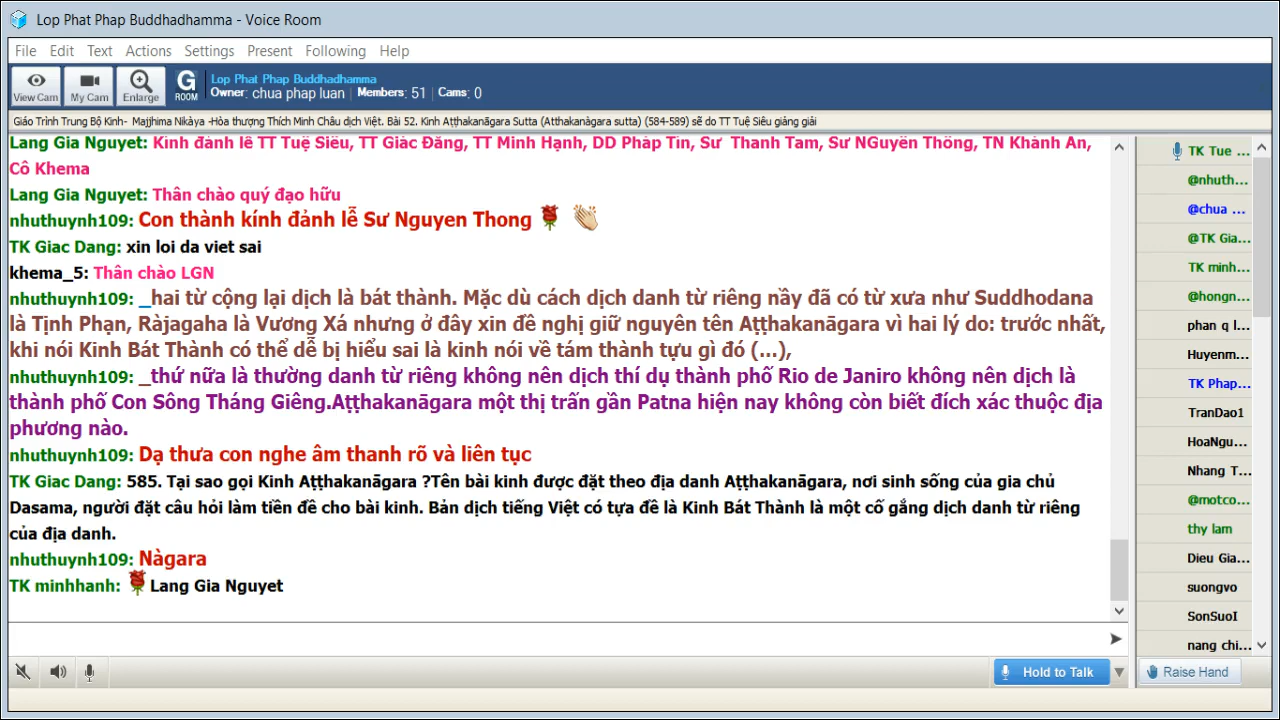 Lop Phat Phap Buddhadhamma - Voice Room
File Edit Text Actions Settings Present Following Help
View Cam My Cam Enlarge G ROOM
Lop Phat Phap Buddhadhamma
Owner: chua phap luan | Members: 51 | Cams: 0
Giáo Trình Trung Bộ Kinh- Majjhima Nikàya -Hòa thượng Thích Minh Châu dịch Việt. Bài 52. Kinh Aṭṭhakanāgara Sutta (Atthakanàgara sutta) (584-589) sẽ do TT Tuệ Siêu giảng giải
Lang Gia Nguyet: Kính đảnh lễ TT Tuệ Siêu, TT Giác Đẳng, TT Minh Hạnh, DD Pháp Tín, Sư Thanh Tam, Sư NGuyên Thông, TN Khánh An,
Cô Khema
Lang Gia Nguyet: Thân chào quý đạo hữu
nhuthuynh109: Con thành kính đảnh lễ Sư Nguyen Thong
TK Giac Dang: xin loi da viet sai
khema_5: Thân chào LGN
nhuthuynh109: _hai từ cộng lại dịch là bát thành. Mặc dù cách dịch danh từ riêng nầy đã có từ xưa như Suddhodana
là Tịnh Phạn, Ràjagaha là Vương Xá nhưng ở đây xin đề nghị giữ nguyên tên Aṭṭhakanāgara vì hai lý do: trước nhất,
khi nói Kinh Bát Thành có thể dễ bị hiểu sai là kinh nói về tám thành tựu gì đó (...),
nhuthuynh109: _thứ nữa là thường danh từ riêng không nên dịch thí dụ thành phố Rio de Janiro không nên dịch là
thành phố Con Sông Tháng Giêng.Aṭṭhakanāgara một thị trấn gần Patna hiện nay không còn biết đích xác thuộc địa
phương nào.
nhuthuynh109: Dạ thưa con nghe âm thanh rõ và liên tục
TK Giac Dang: 585. Tại sao gọi Kinh Aṭṭhakanāgara ?Tên bài kinh được đặt theo địa danh Aṭṭhakanāgara, nơi sinh sống của gia chủ
Dasama, người đặt câu hỏi làm tiền đề cho bài kinh. Bản dịch tiếng Việt có tựa đề là Kinh Bát Thành là một cố gắng dịch danh từ riêng
của địa danh.
nhuthuynh109: Nàgara
TK minhhanh: Lang Gia Nguyet
TK Tue ...
@nhuth...
@chua ...
@TK Gia...
TK minh...
@hongn...
phan q l...
Huyenm...
TK Phap...
TranDao1
HoaNgu...
Nhang T...
@motco...
thy lam
Dieu Gia...
suongvo
SonSuoI
nang chi...
Hold to Talk
Raise Hand